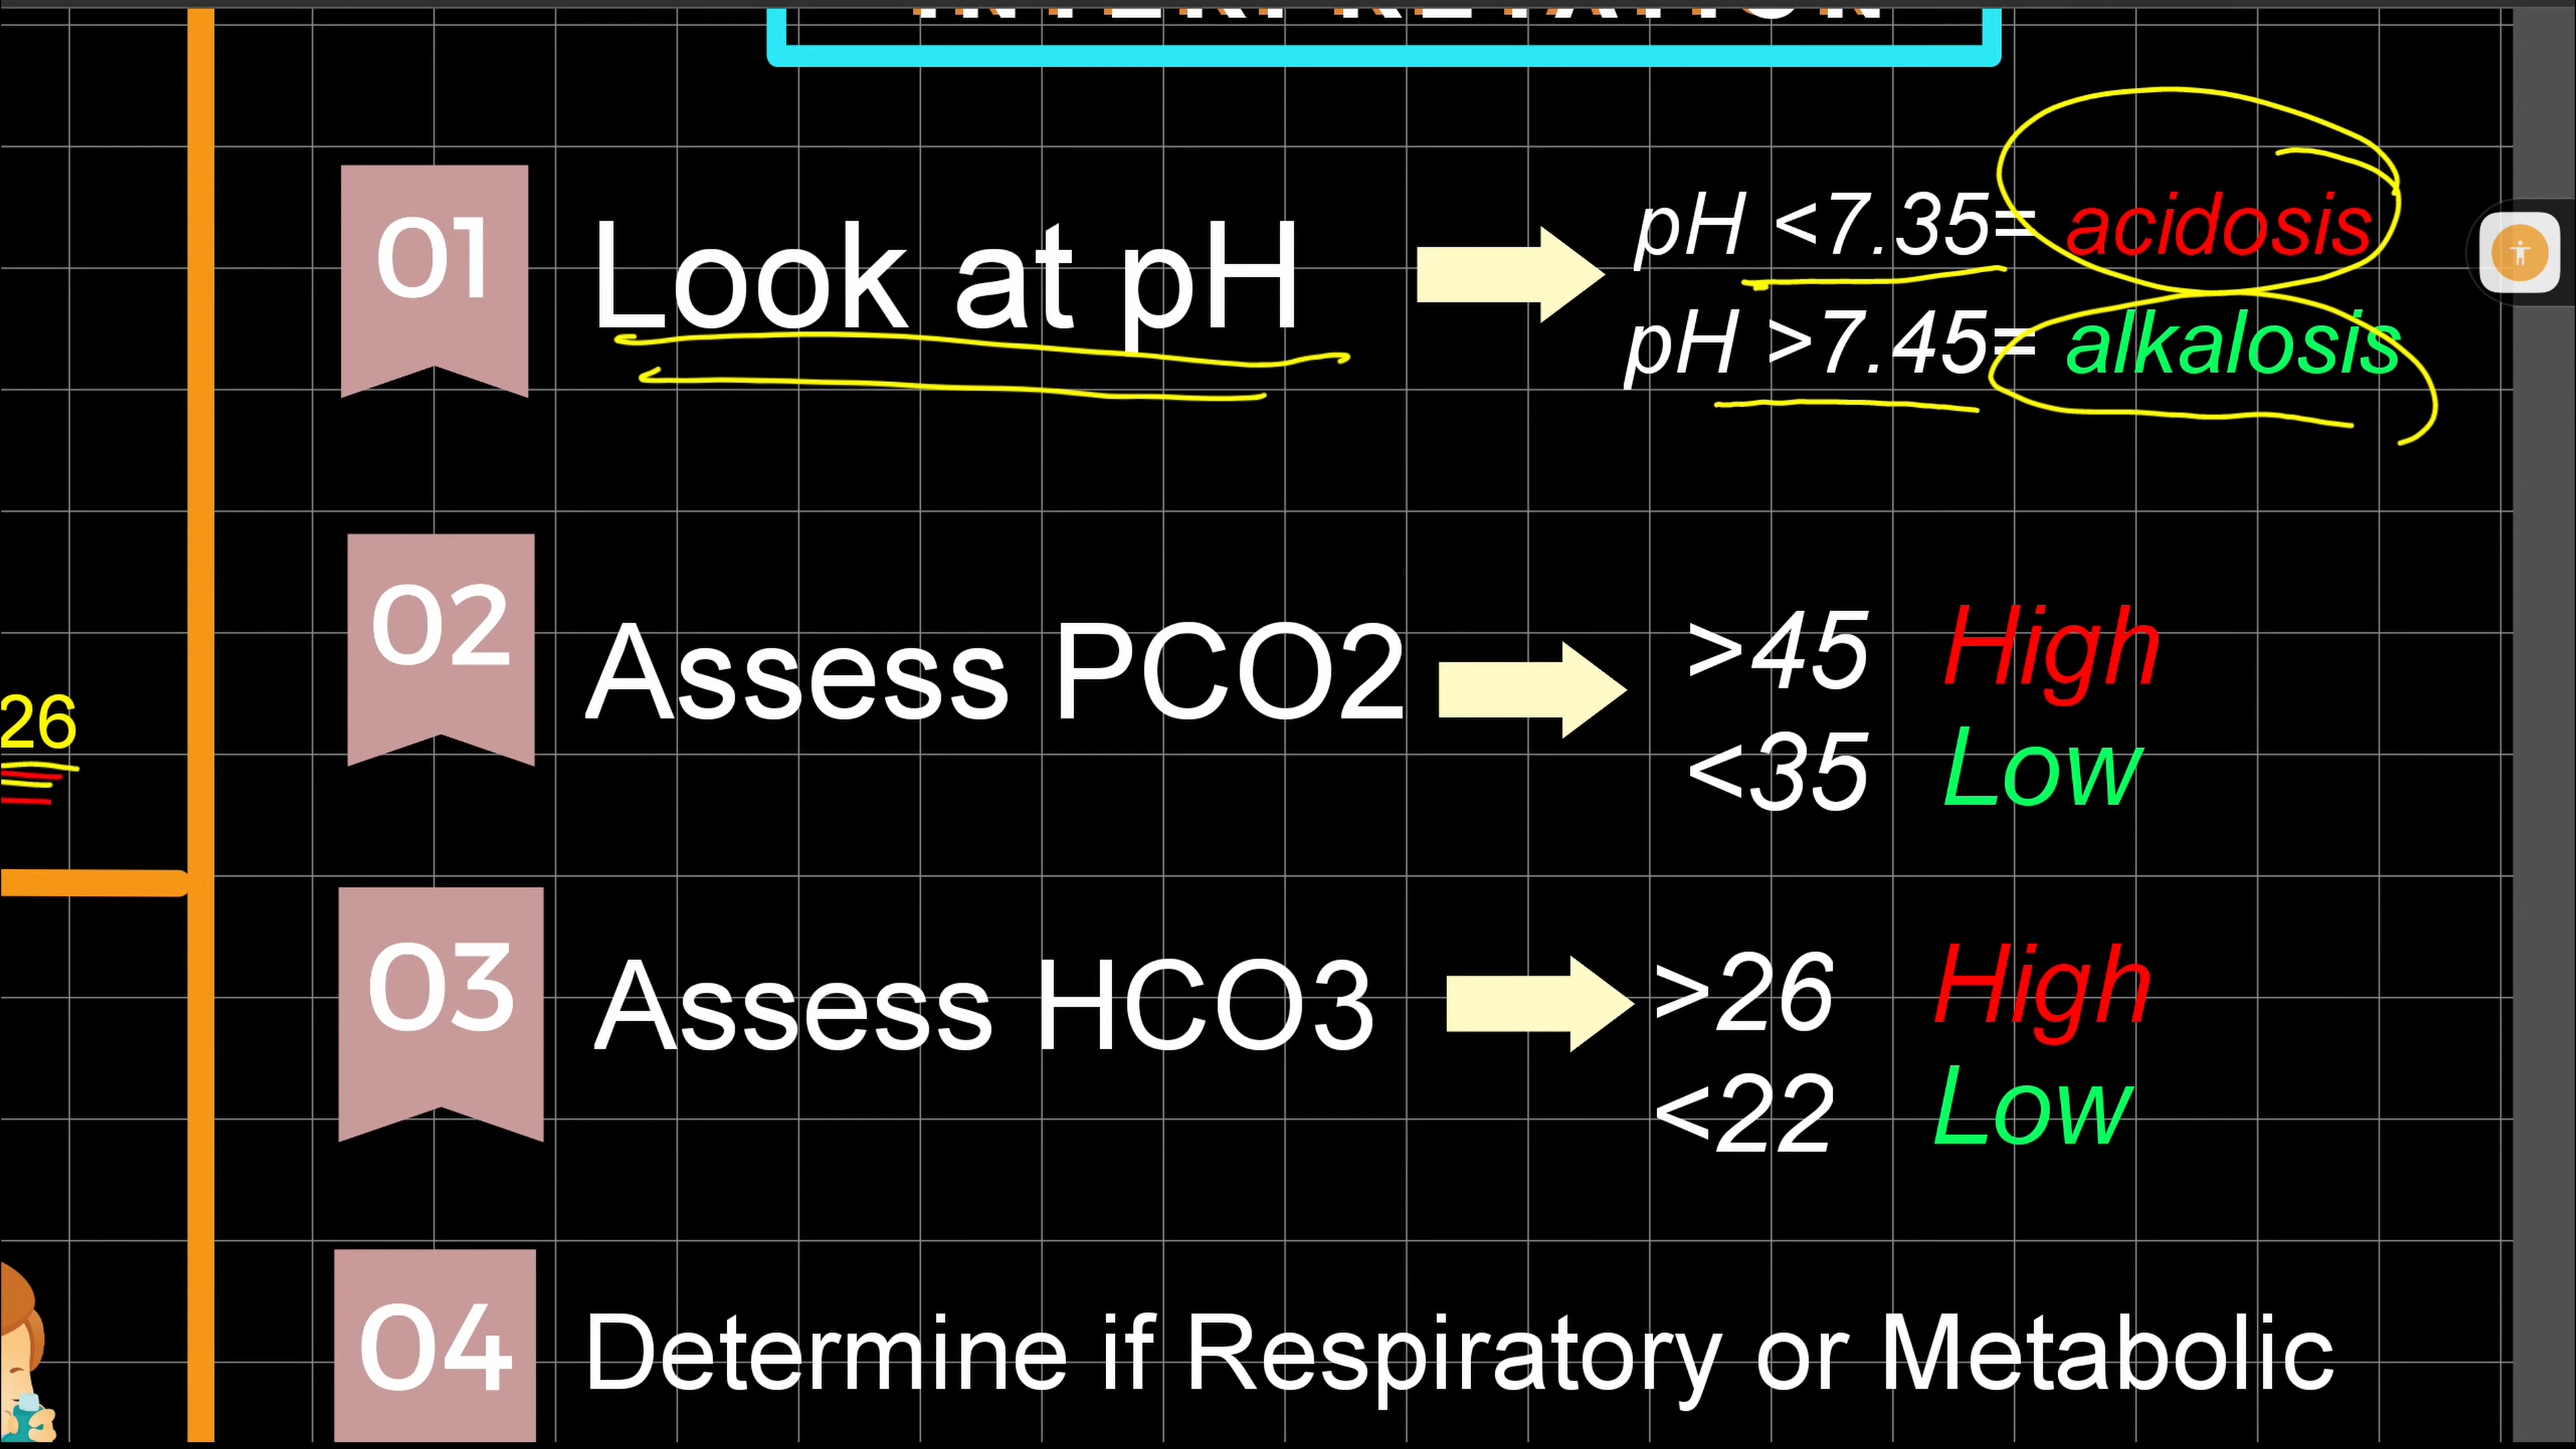 INTERPRETATION
01
Look at pH
pH <7.35= acidosis
pH >7.45= alkalosis
02
Assess PCO2
>45 High
<35 Low
26
03
Assess HCO3
>26 High
<22 Low
04
Determine if Respiratory or Metabolic